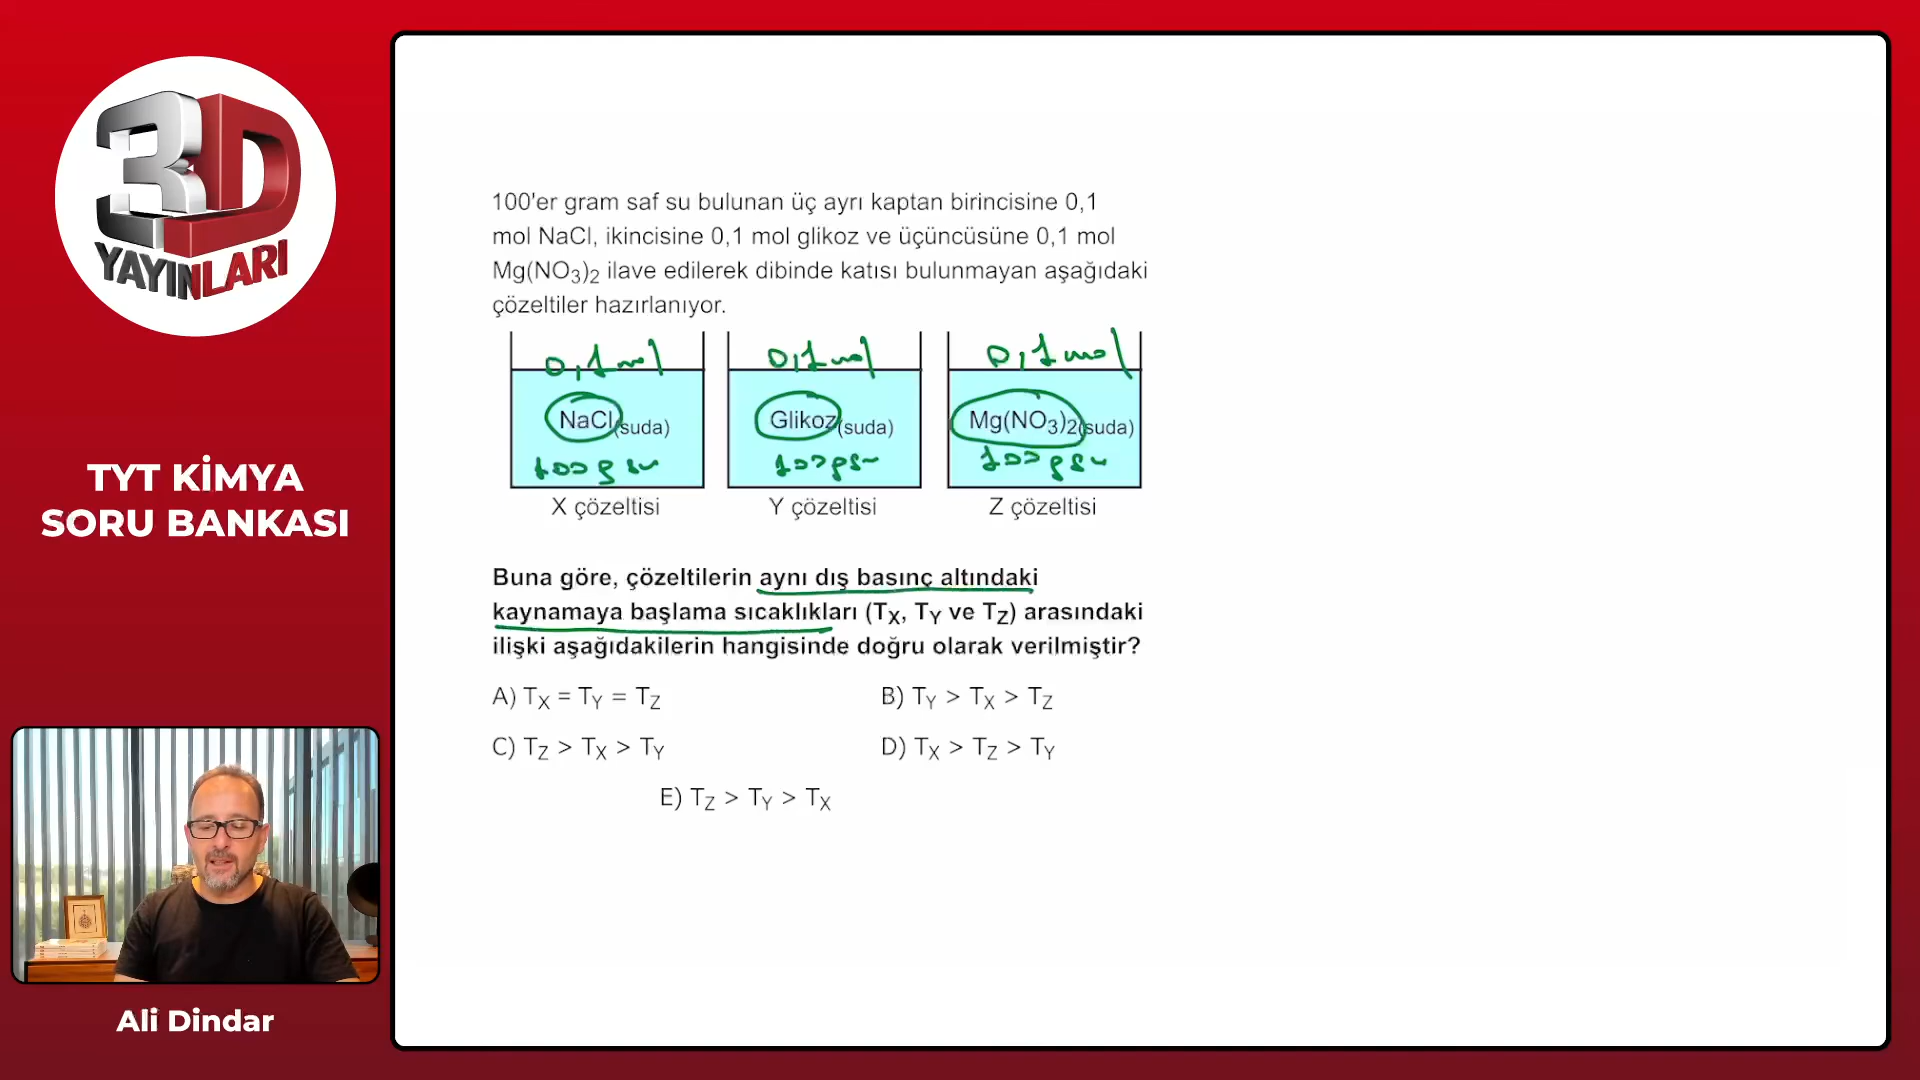 3D
YAYINLARI
TYT KİMYA
SORU BANKASI
Ali Dindar
100'er gram saf su bulunan üç ayrı kaptan birincisine 0,1
mol NaCl, ikincisine 0,1 mol glikoz ve üçüncüsüne 0,1 mol
Mg(NO₃)₂ ilave edilerek dibinde katısı bulunmayan aşağıdaki
çözeltiler hazırlanıyor.
0,1 mol 0,1 mol 0,1 mol
NaCl(suda) Glikoz(suda) Mg(NO₃)₂(suda)
100 g su 100 g su 100 g su
X çözeltisi Y çözeltisi Z çözeltisi
Buna göre, çözeltilerin aynı dış basınç altındaki
kaynamaya başlama sıcaklıkları (TX, TY ve TZ) arasındaki
ilişki aşağıdakilerin hangisinde doğru olarak verilmiştir?
A) TX = TY = TZ B) TY > TX > TZ
C) TZ > TX > TY D) TX > TZ > TY
E) TZ > TY > TX